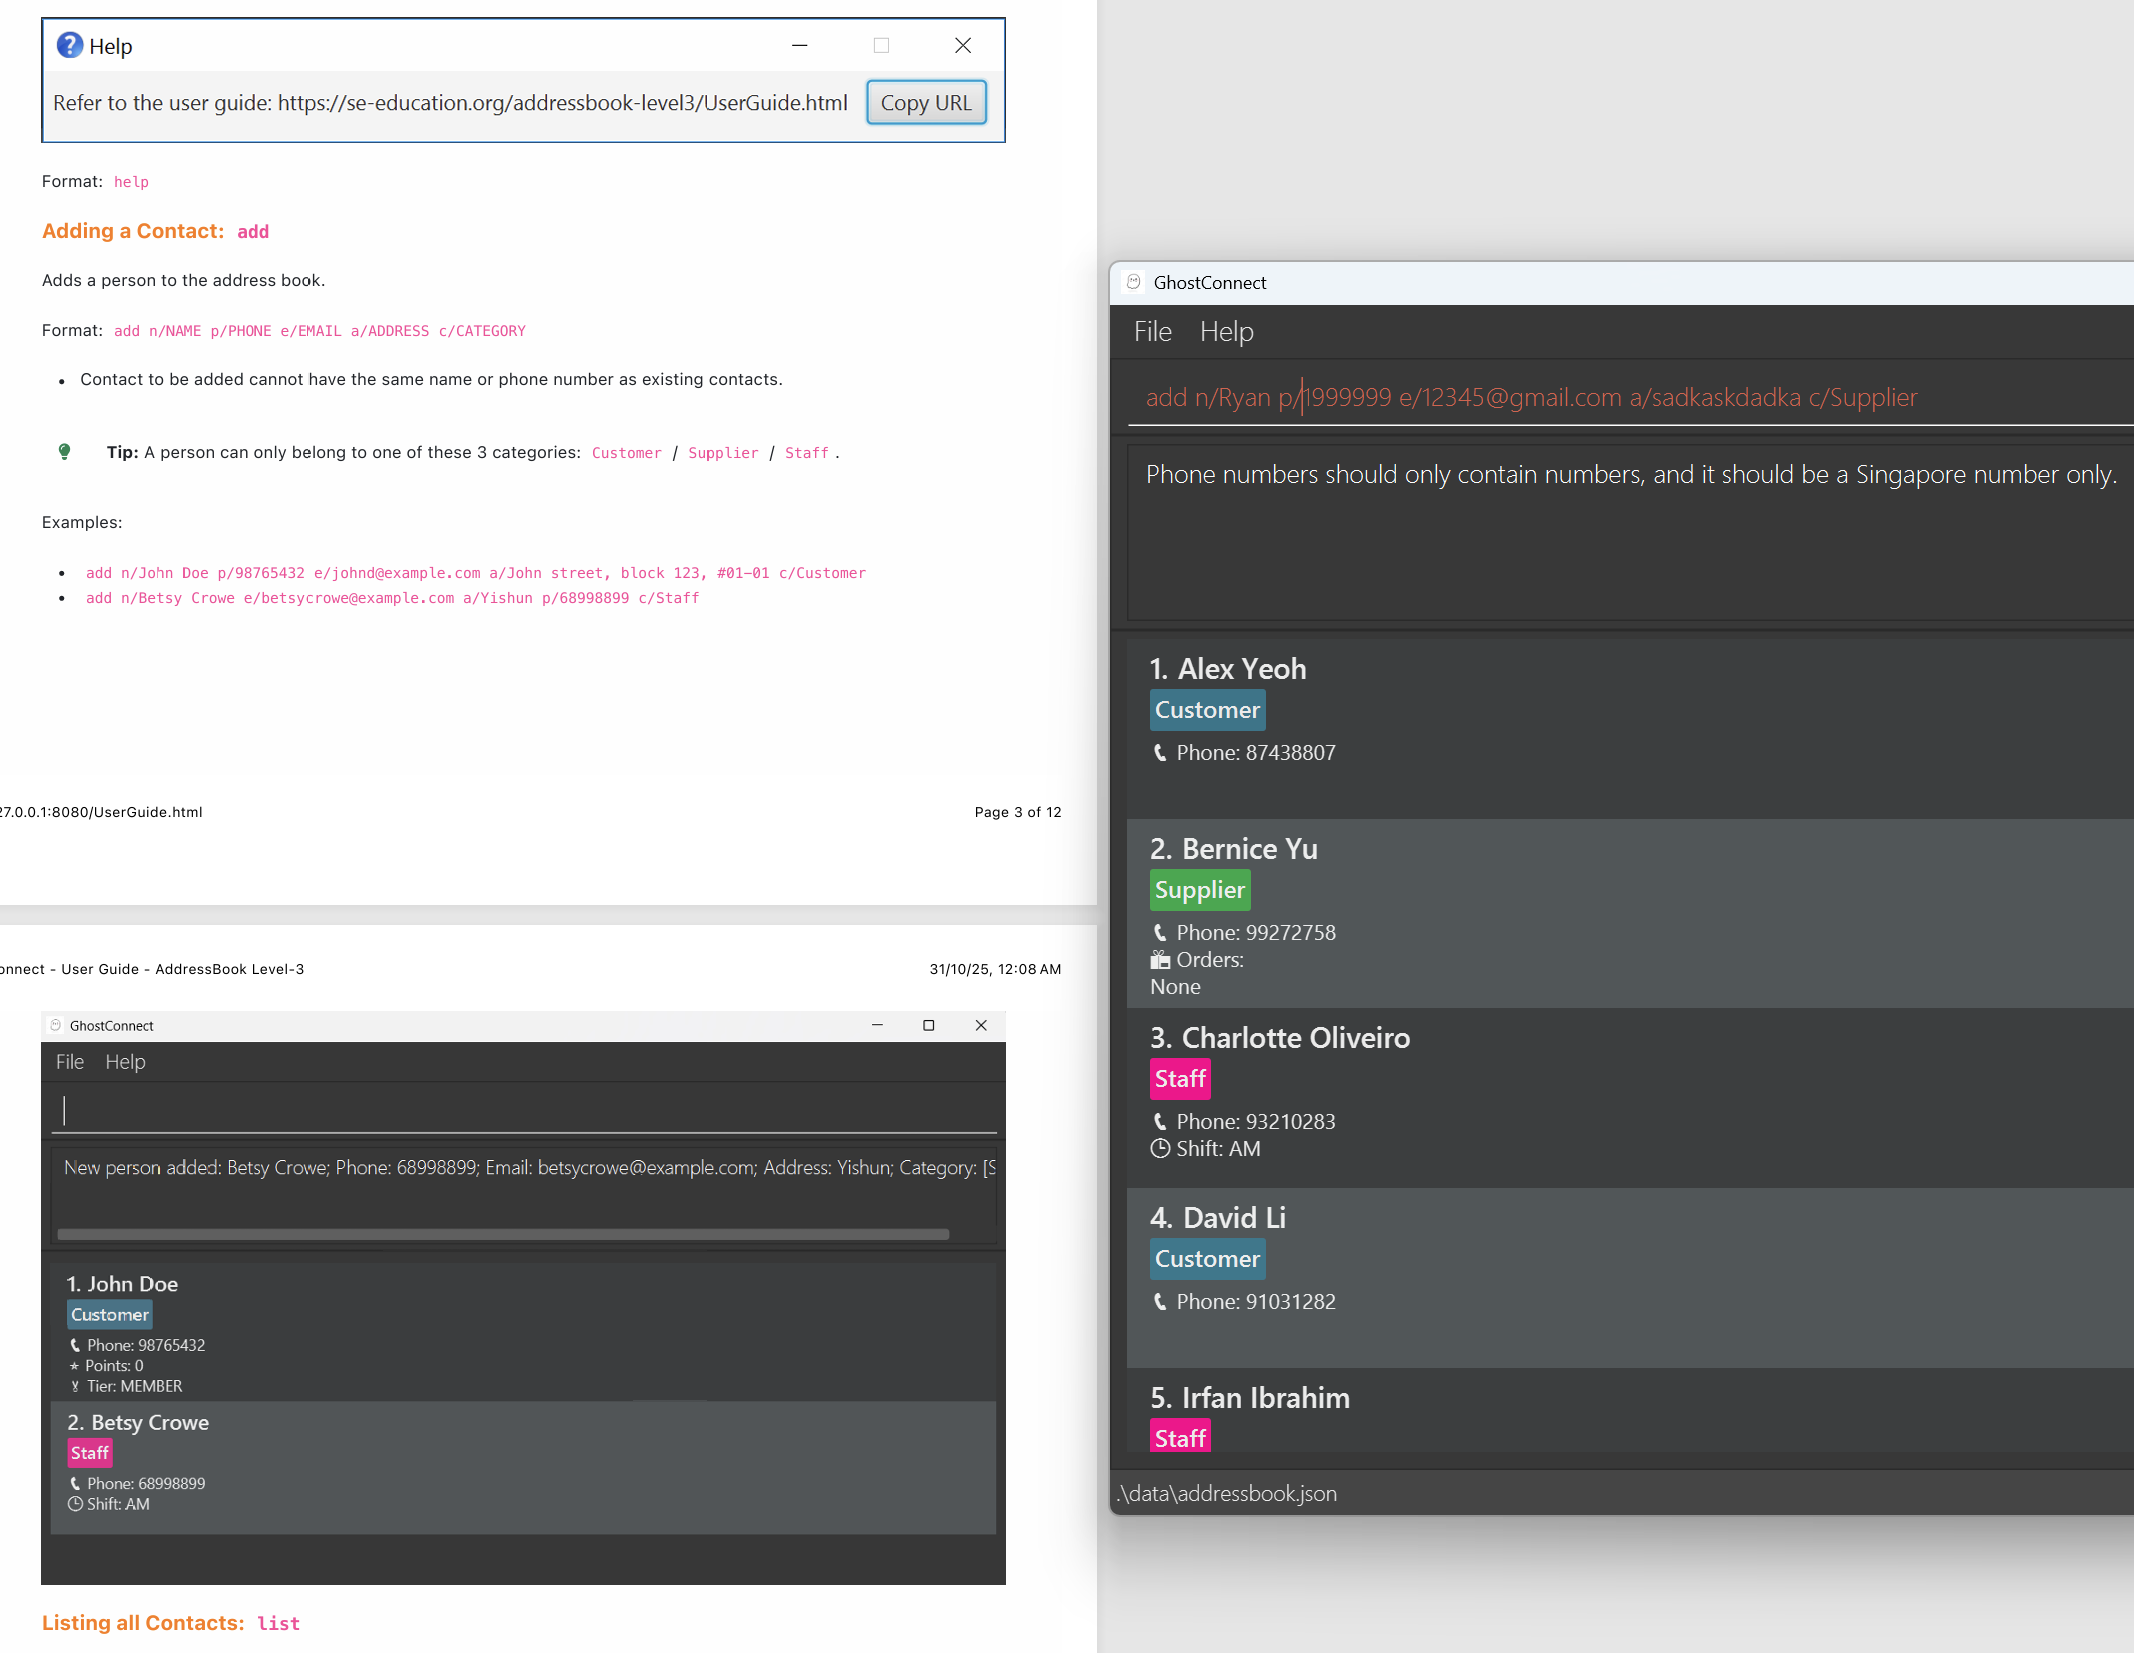 Help
Refer to the user guide: https://se-education.org/addressbook-level3/UserGuide.html
Copy URL
Format: help
Adding a Contact: add
Adds a person to the address book.
Format: add n/NAME p/PHONE e/EMAIL a/ADDRESS c/CATEGORY
• Contact to be added cannot have the same name or phone number as existing contacts.
Tip: A person can only belong to one of these 3 categories: Customer / Supplier / Staff .
Examples:
• add n/John Doe p/98765432 e/johnd@example.com a/John street, block 123, #01-01 c/Customer
• add n/Betsy Crowe e/betsycrowe@example.com a/Yishun p/68998899 c/Staff
27.0.0.1:8080/UserGuide.html
Page 3 of 12
onnect - User Guide - AddressBook Level-3
31/10/25, 12:08 AM
GhostConnect
File Help
New person added: Betsy Crowe; Phone: 68998899; Email: betsycrowe@example.com; Address: Yishun; Category: [S
1. John Doe
Customer
Phone: 98765432
Points: 0
Tier: MEMBER
2. Betsy Crowe
Staff
Phone: 68998899
Shift: AM
Listing all Contacts: list
GhostConnect
File Help
add n/Ryan p/1999999 e/12345@gmail.com a/sadkaskdadka c/Supplier
Phone numbers should only contain numbers, and it should be a Singapore number only.
1. Alex Yeoh
Customer
Phone: 87438807
2. Bernice Yu
Supplier
Phone: 99272758
Orders:
None
3. Charlotte Oliveiro
Staff
Phone: 93210283
Shift: AM
4. David Li
Customer
Phone: 91031282
5. Irfan Ibrahim
Staff
.\data\addressbook.json